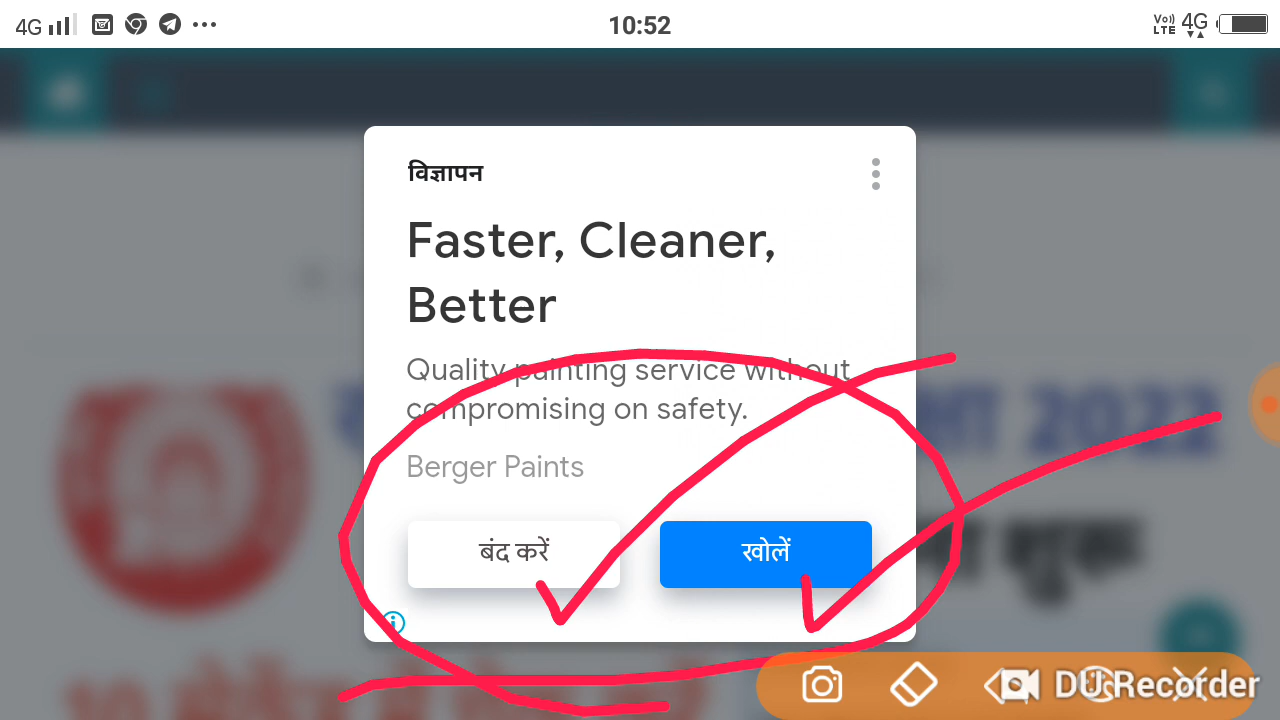 4G 10:52 Vo)) LTE 4G
विज्ञापन
Faster, Cleaner,
Better
Quality painting service without
compromising on safety.
2022
Berger Paints
शुरू
बंद करें खोलें
DU Recorder